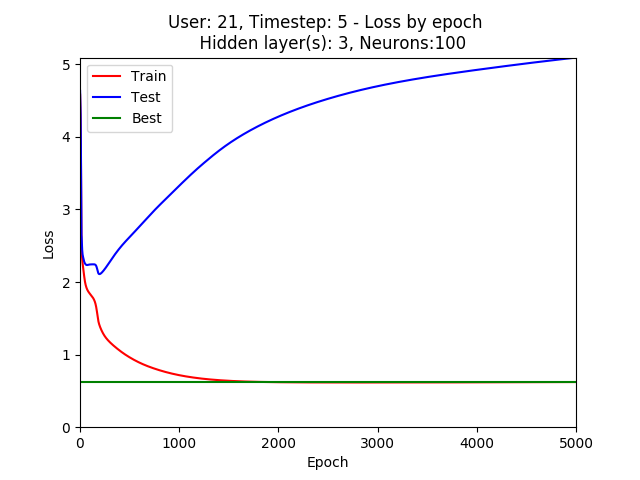 User: 21, Timestep: 5 - Loss by epoch
Hidden layer(s): 3, Neurons:100
Train
Test
Best
5
4
3
2
1
0
Loss
0 1000 2000 3000 4000 5000
Epoch